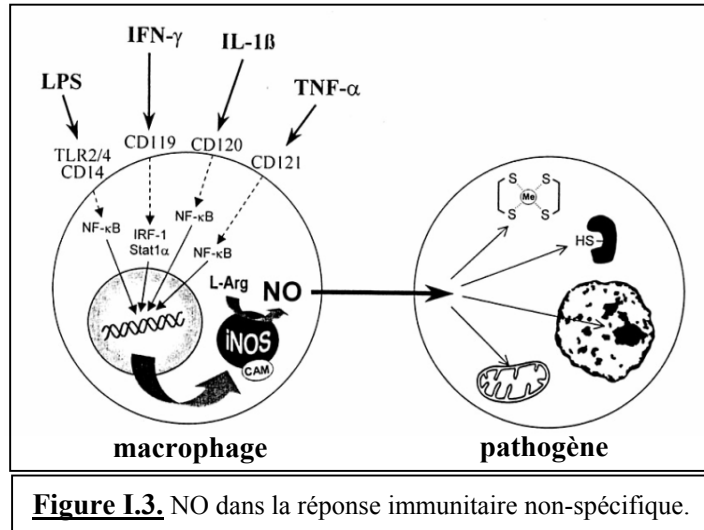 IFN-γ
IL-1ß
LPS
TNF-α
TLR2/4
CD14
CD119
CD120
CD121
NF-κB
IRF-1
Stat1α
NF-κB
NF-κB
L-Arg
NO
iNOS
CAM
S
S
Me
S
S
HS
macrophage
pathogène
Figure I.3. NO dans la réponse immunitaire non-spécifique.